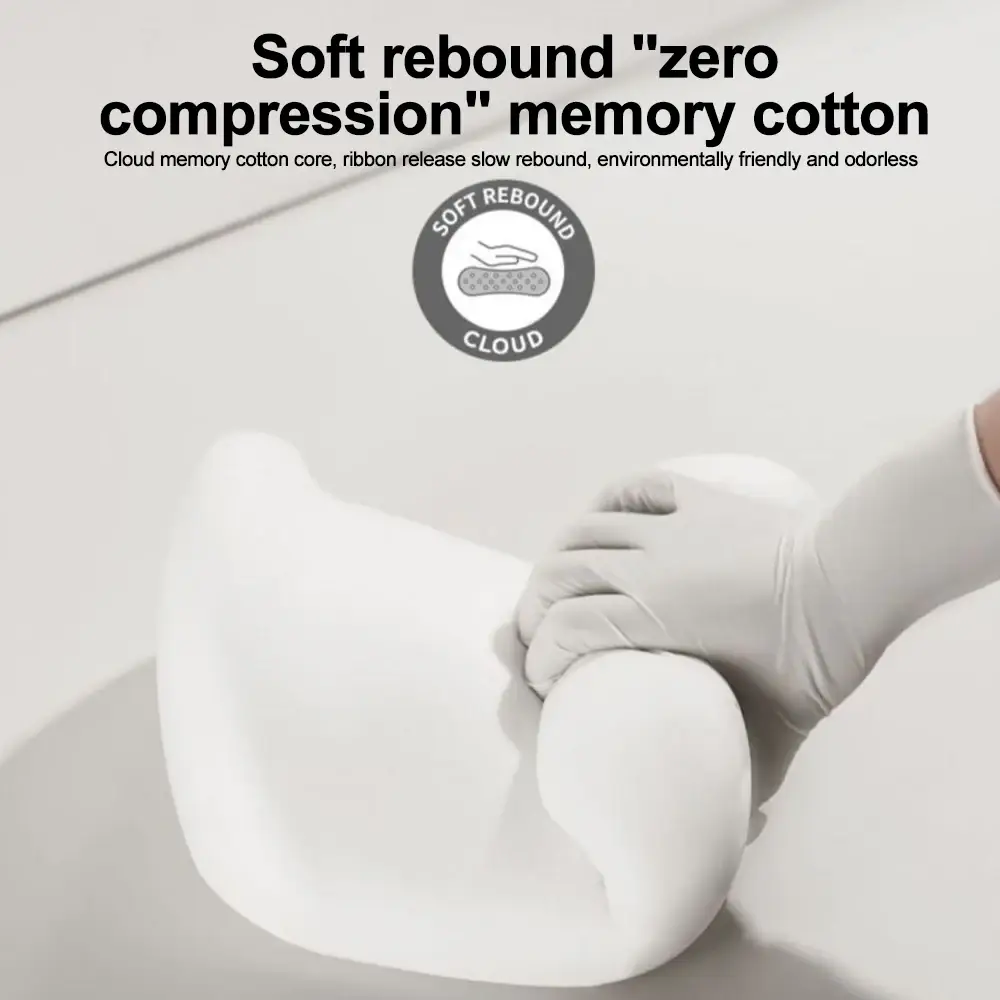 Soft rebound "zero
compression" memory cotton
Cloud memory cotton core, ribbon release slow rebound, environmentally friendly and odorless
SOFT REBOUND
CLOUD